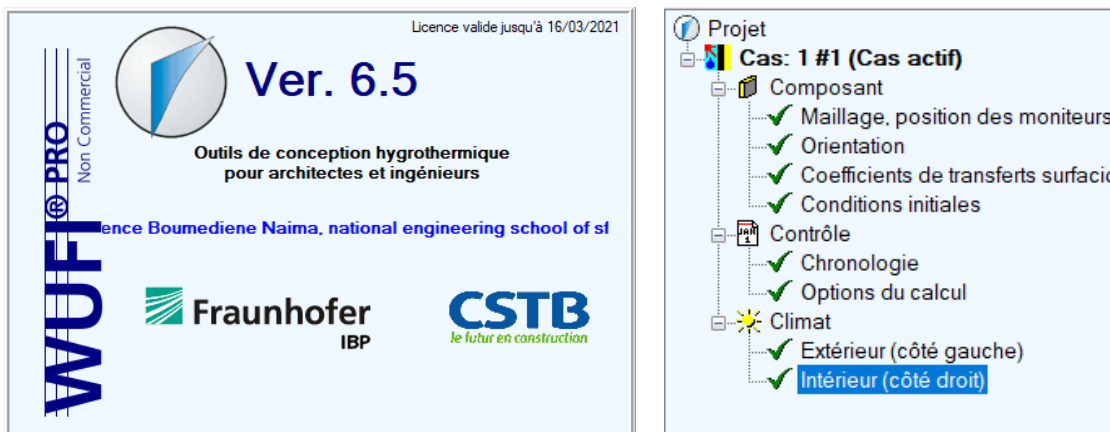 Licence valide jusqu'à 16/03/2021
Ver. 6.5
WUFI® PRO
Non Commercial
Outils de conception hygrothermique
pour architectes et ingénieurs
Boumediene Naima, national engineering school of
Fraunhofer
IBP
CSTB
le futur en construction
Projet
Cas: 1 #1 (Cas actif)
Composant
Maillage, position des moniteurs
Orientation
Coefficients de transferts
Conditions initiales
Contrôle
JAN
1
Chronologie
Options du calcul
Climat
Extérieur (côté gauche)
Intérieur (côté droit)